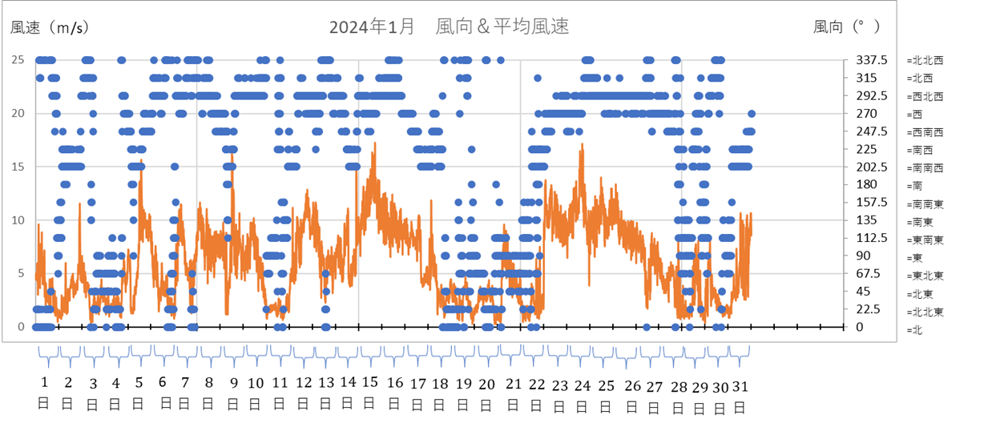 2024年1月　風向＆平均風速
風速（m/s）
風向（°）
25
20
15
10
5
0
337.5 =北北西
315 =北西
292.5 =西北西
270 =西
247.5 =西南西
225 =南西
202.5 =南南西
180 =南
157.5 =南南東
135 =南東
112.5 =東南東
90 =東
67.5 =東北東
45 =北東
22.5 =北北東
0 =北
1日
2日
3日
4日
5日
6日
7日
8日
9日
10日
11日
12日
13日
14日
15日
16日
17日
18日
19日
20日
21日
22日
23日
24日
25日
26日
27日
28日
29日
30日
31日